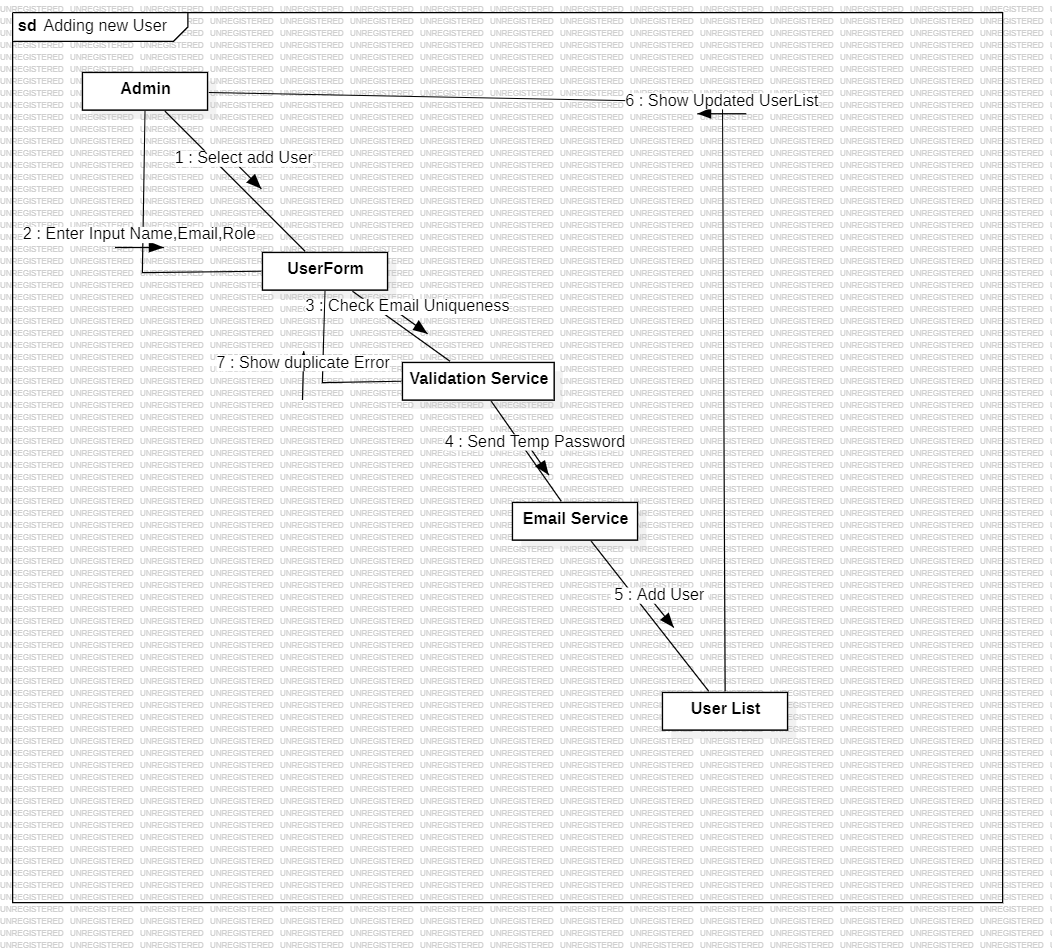 sd Adding new User
Admin
6 : Show Updated UserList
1 : Select add User
2 : Enter Input Name,Email,Role
UserForm
3 : Check Email Uniqueness
7 : Show duplicate Error
Validation Service
4 : Send Temp Password
Email Service
5 : Add User
User List
UNREGISTERED